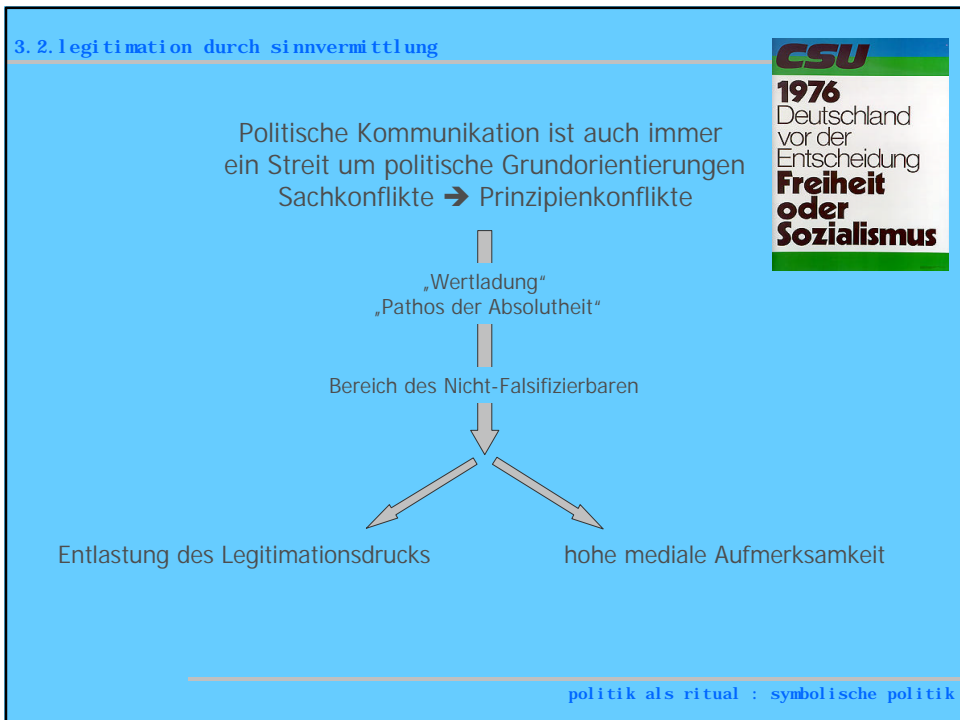 3.2.legitimation durch sinnvermittlung
CSU
1976
Deutschland
vor der
Entscheidung
Freiheit
oder
Sozialismus
Politische Kommunikation ist auch immer
ein Streit um politische Grundorientierungen
Sachkonflikte ➔ Prinzipienkonflikte
„Wertladung“
„Pathos der Absolutheit“
Bereich des Nicht-Falsifizierbaren
Entlastung des Legitimationsdrucks
hohe mediale Aufmerksamkeit
politik als ritual : symbolische politik